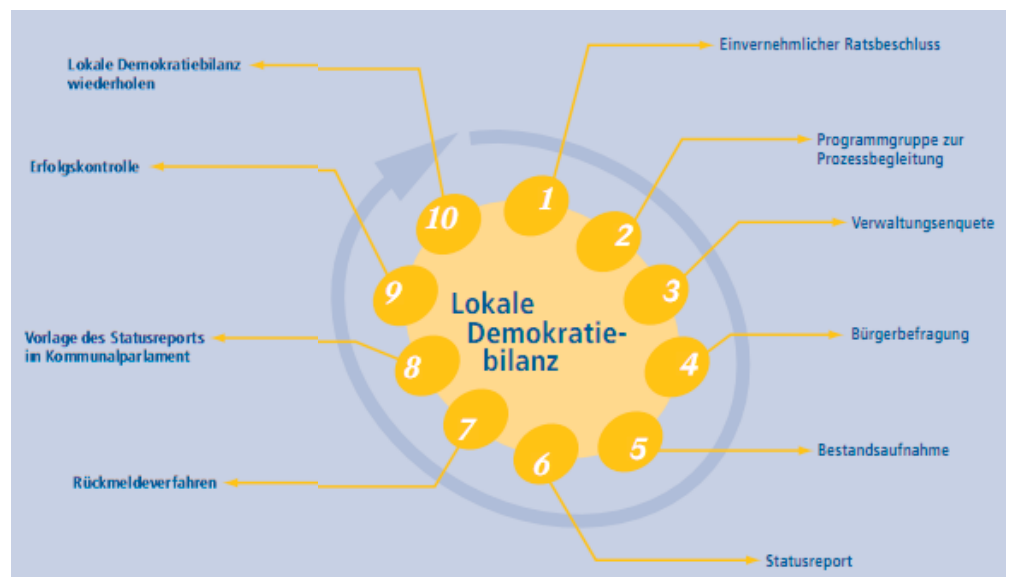 Einvernehmlicher Ratsbeschluss
Lokale Demokratiebilanz
wiederholen
Programmgruppe zur
Prozessbegleitung
Erfolgskontrolle
Verwaltungsenquete
Vorlage des Statusreports
im Kommunalparlament
Bürgerbefragung
Bestandsaufnahme
Rückmeldeverfahren
Statusreport
1
2
3
4
5
6
7
8
9
10
Lokale
Demokratie-
bilanz